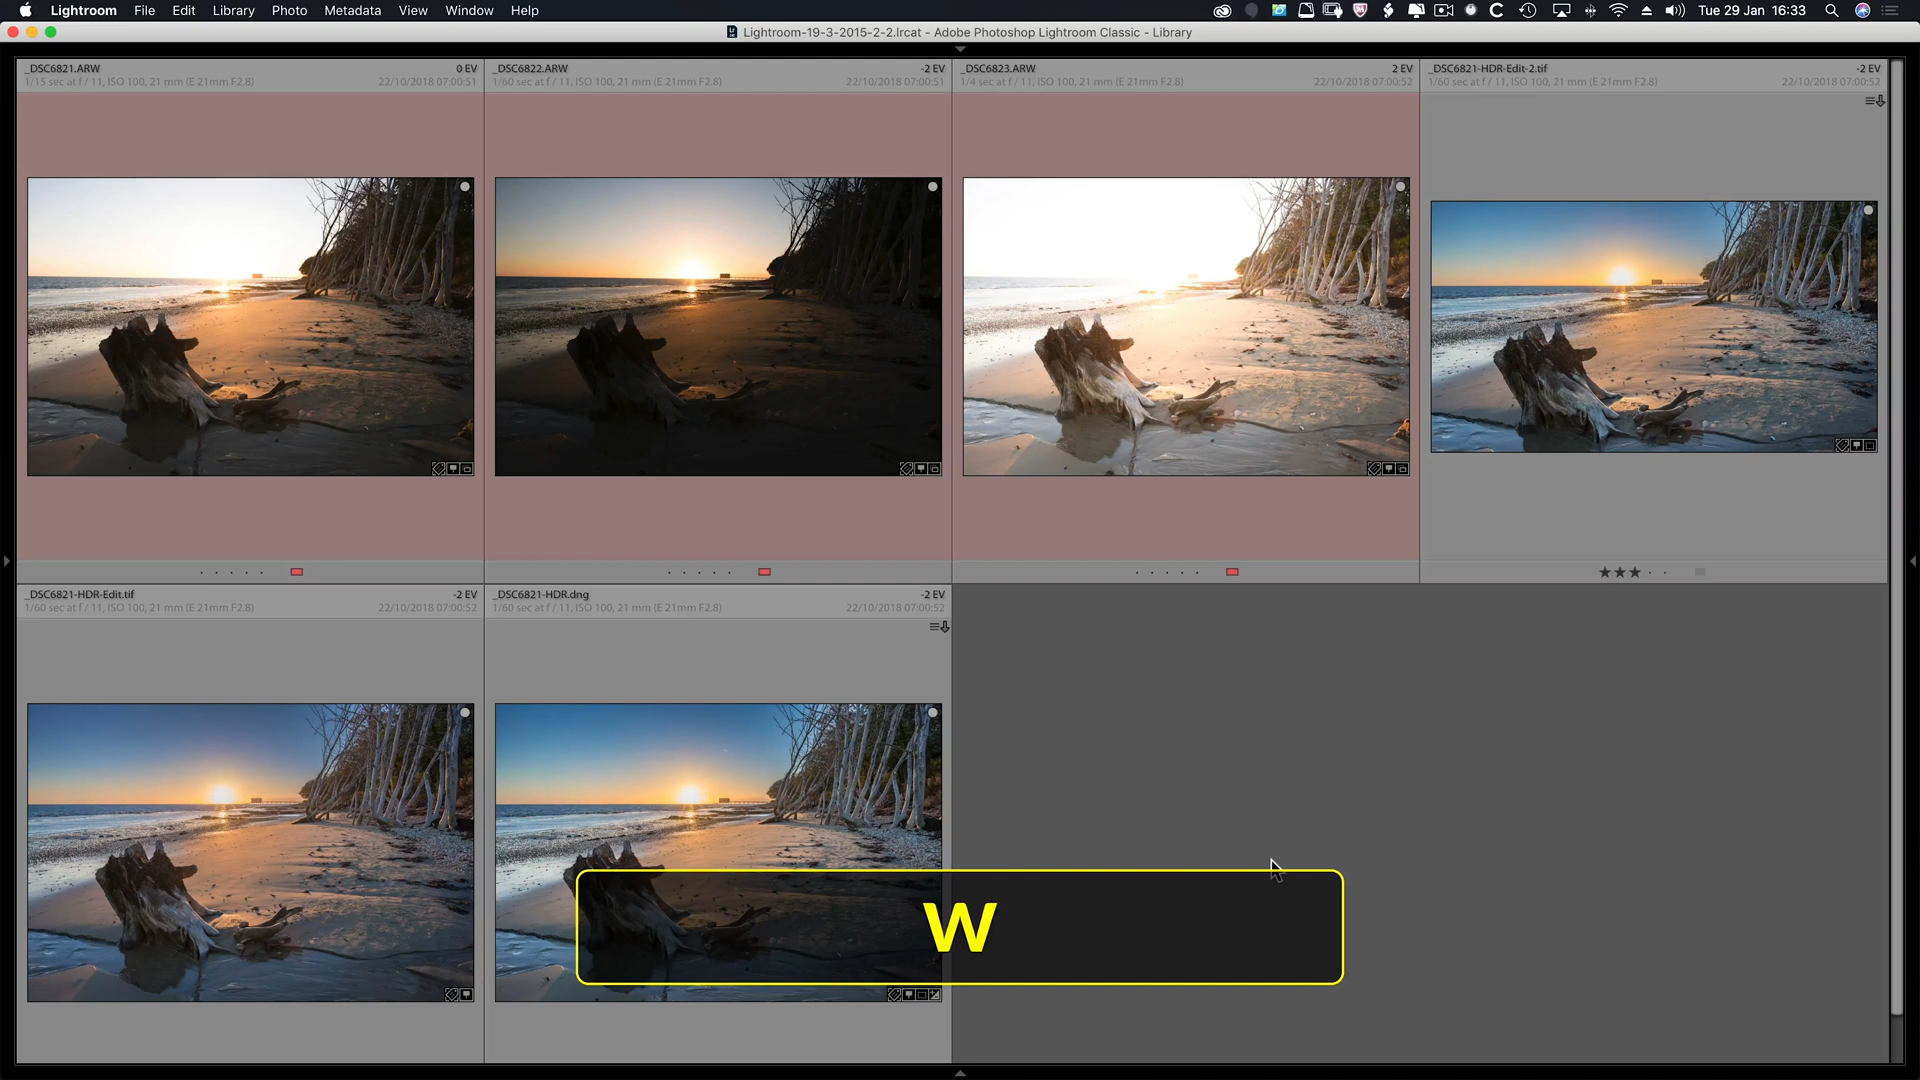 Lightroom File Edit Library Photo Metadata View Window Help Tue 29 Jan 16:33
Lightroom-19-3-2015-2-2.lrcat - Adobe Photoshop Lightroom Classic - Library
_DSC6821.ARW 0 EV
1/15 sec at f / 11, ISO 100, 21 mm (E 21mm F2.8) 22/10/2018 07:00:51
_DSC6822.ARW -2 EV
1/60 sec at f / 11, ISO 100, 21 mm (E 21mm F2.8) 22/10/2018 07:00:51
_DSC6823.ARW 2 EV
1/4 sec at f / 11, ISO 100, 21 mm (E 21mm F2.8) 22/10/2018 07:00:52
_DSC6821-HDR-Edit-2.tif -2 EV
1/60 sec at f / 11, ISO 100, 21 mm (E 21mm F2.8) 22/10/2018 07:00:52
_DSC6821-HDR-Edit.tif -2 EV
1/60 sec at f / 11, ISO 100, 21 mm (E 21mm F2.8) 22/10/2018 07:00:52
_DSC6821-HDR.dng -2 EV
1/60 sec at f / 11, ISO 100, 21 mm (E 21mm F2.8) 22/10/2018 07:00:52
W